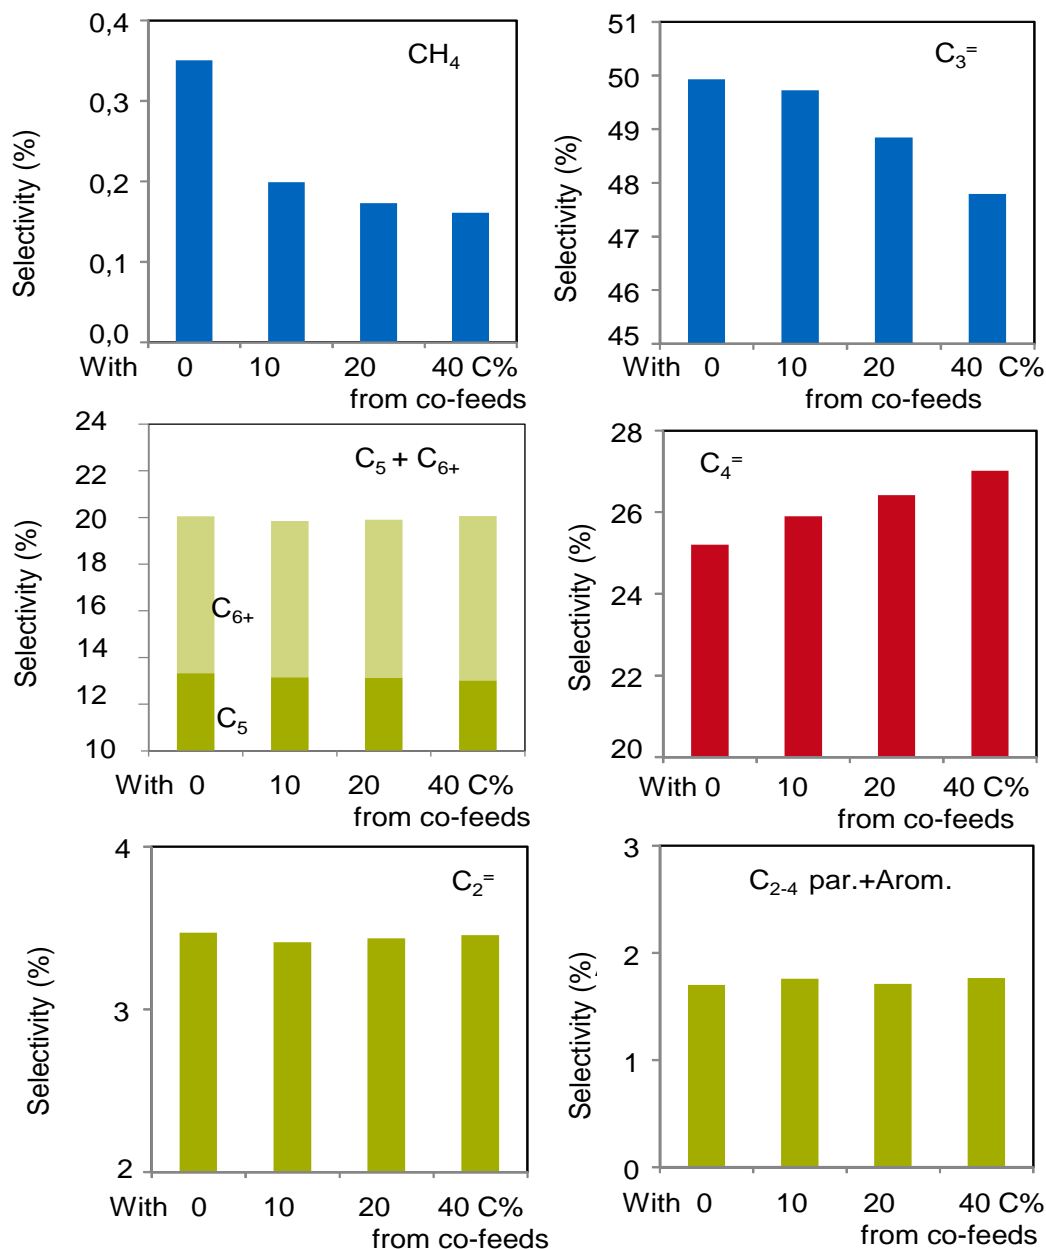 0,4
0,3
0,2
0,1
0,0
Selectivity (%)
CH4
With 0 10 20 40 C%
from co-feeds
51
50
49
48
47
46
45
Selectivity (%)
C3=
With 0 10 20 40 C%
from co-feeds
24
22
20
18
16
14
12
10
Selectivity (%)
C5 + C6+
C6+
C5
With 0 10 20 40 C%
from co-feeds
28
26
24
22
20
Selectivity (%)
C4=
With 0 10 20 40 C%
from co-feeds
4
3
2
Selectivity (%)
C2=
With 0 10 20 40 C%
from co-feeds
3
2
1
0
Selectivity (%)
C2-4 par.+Arom.
With 0 10 20 40 C%
from co-feeds